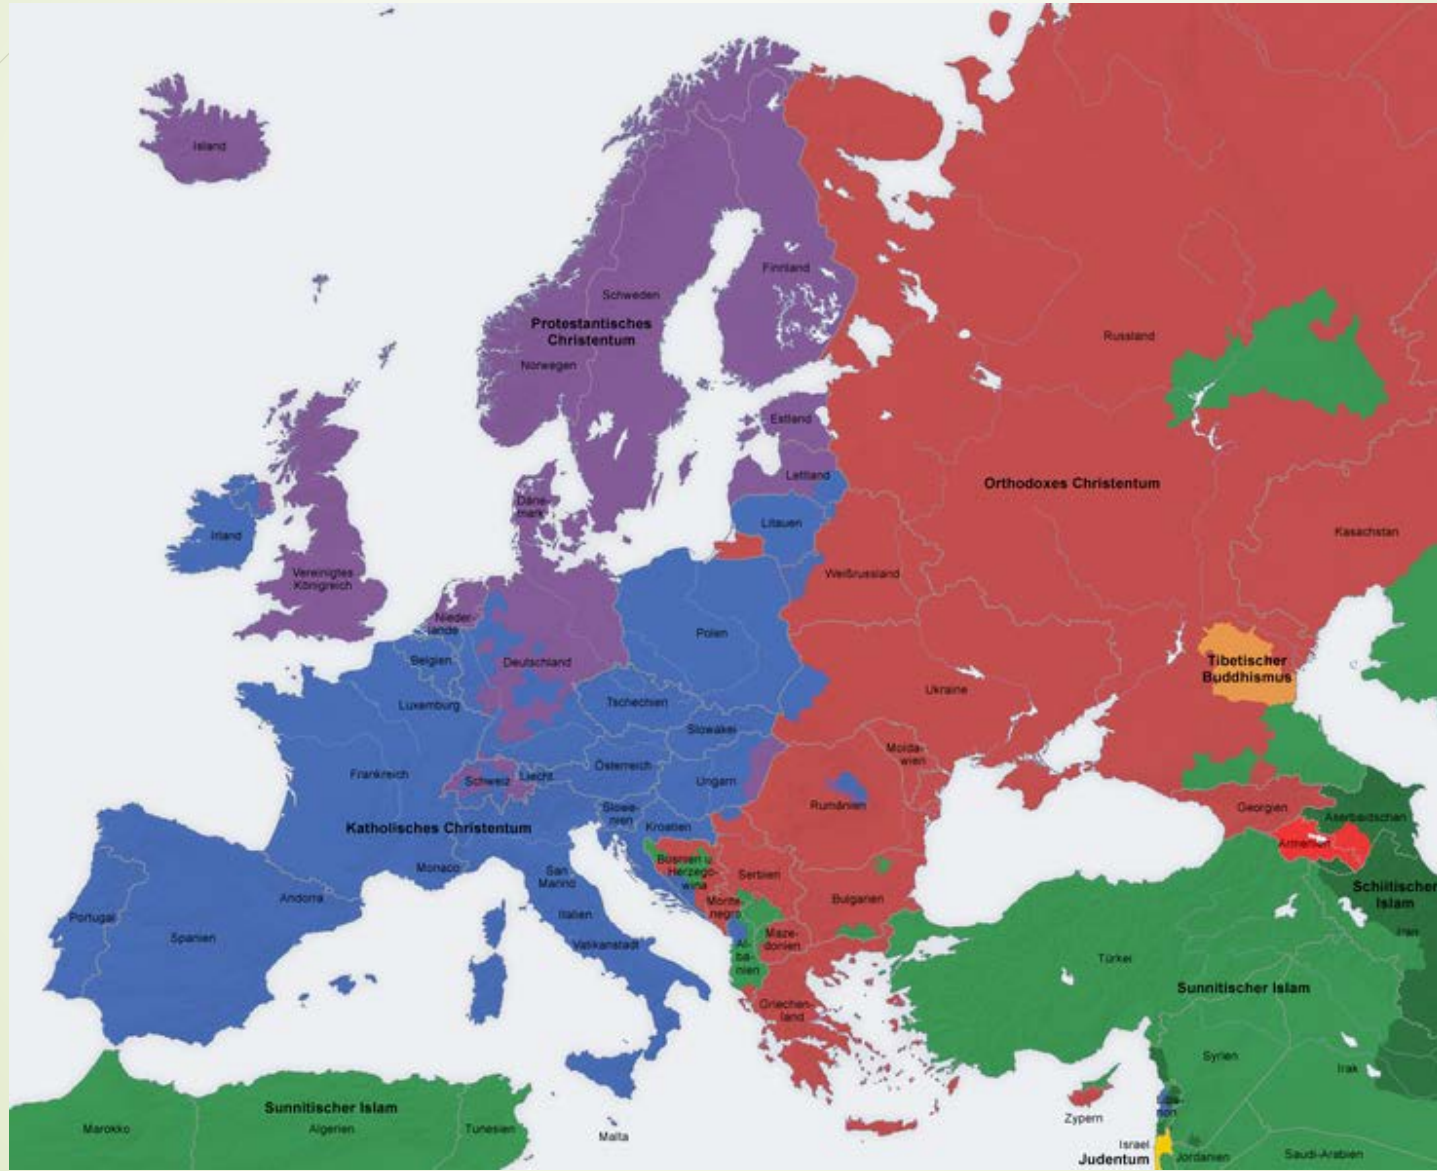 Island
Finnland
Schweden
Protestantisches
Christentum
Norwegen
Russland
Estland
Lettland
Orthodoxes Christentum
Däne-
mark
Litauen
Irland
Kasachstan
Vereinigtes
Königreich
Weißrussland
Nieder-
lande
Polen
Belgien
Deutschland
Tibetischer
Buddhismus
Ukraine
Luxemburg
Tschechien
Slowakei
Molda-
wien
Österreich
Frankreich
Schweiz
Liecht.
Ungarn
Rumänien
Georgien
Slowe-
nien
Aserbaidschan
Katholisches Christentum
Kroatien
Armenien
Bosnien u.
Herzego-
wina
Monaco
San
Marino
Serbien
Schiitischer
Islam
Andorra
Bulgarien
Monte-
negro
Portugal
Italien
Spanien
Maze-
donien
Iran
Vatikanstadt
Al-
ba-
nien
Türkei
Sunnitischer Islam
Griechen-
land
Syrien
Irak
Sunnitischer Islam
Liba-
non
Zypern
Marokko
Algerien
Tunesien
Malta
Israel
Judentum
Jordanien
Saudi-Arabien